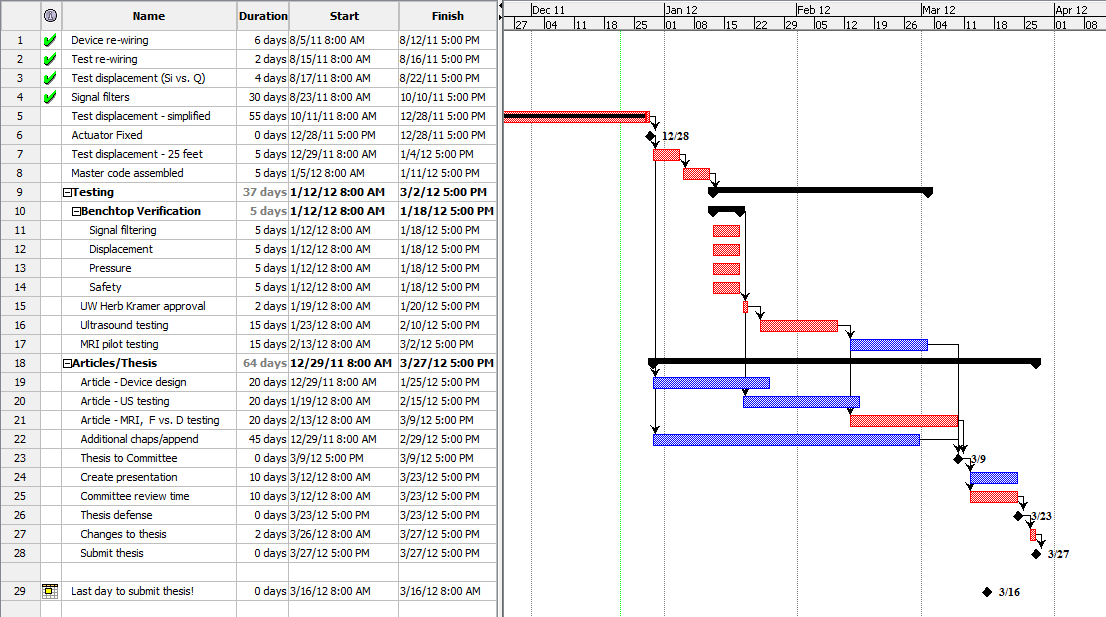 Name Duration Start Finish
Dec 11 Jan 12 Feb 12 Mar 12 Apr 12
27 04 11 18 25 01 08 15 22 29 05 12 19 26 04 11 18 25 01 08
1 Device re-wiring 6 days 8/5/11 8:00 AM 8/12/11 5:00 PM
2 Test re-wiring 2 days 8/15/11 8:00 AM 8/16/11 5:00 PM
3 Test displacement (Si vs. Q) 4 days 8/17/11 8:00 AM 8/22/11 5:00 PM
4 Signal filters 30 days 8/23/11 8:00 AM 10/10/11 5:00 PM
5 Test displacement - simplified 55 days 10/11/11 8:00 AM 12/28/11 5:00 PM
6 Actuator Fixed 0 days 12/28/11 5:00 PM 12/28/11 5:00 PM 12/28
7 Test displacement - 25 feet 5 days 12/29/11 8:00 AM 1/4/12 5:00 PM
8 Master code assembled 5 days 1/5/12 8:00 AM 1/11/12 5:00 PM
9 Testing 37 days 1/12/12 8:00 AM 3/2/12 5:00 PM
10 Benchtop Verification 5 days 1/12/12 8:00 AM 1/18/12 5:00 PM
11 Signal filtering 5 days 1/12/12 8:00 AM 1/18/12 5:00 PM
12 Displacement 5 days 1/12/12 8:00 AM 1/18/12 5:00 PM
13 Pressure 5 days 1/12/12 8:00 AM 1/18/12 5:00 PM
14 Safety 5 days 1/12/12 8:00 AM 1/18/12 5:00 PM
15 UW Herb Kramer approval 2 days 1/19/12 8:00 AM 1/20/12 5:00 PM
16 Ultrasound testing 15 days 1/23/12 8:00 AM 2/10/12 5:00 PM
17 MRI pilot testing 15 days 2/13/12 8:00 AM 3/2/12 5:00 PM
18 Articles/Thesis 64 days 12/29/11 8:00 AM 3/27/12 5:00 PM
19 Article - Device design 20 days 12/29/11 8:00 AM 1/25/12 5:00 PM
20 Article - US testing 20 days 1/19/12 8:00 AM 2/15/12 5:00 PM
21 Article - MRI, F vs. D testing 20 days 2/13/12 8:00 AM 3/9/12 5:00 PM
22 Additional chaps/append 45 days 12/29/11 8:00 AM 2/29/12 5:00 PM
23 Thesis to Committee 0 days 3/9/12 5:00 PM 3/9/12 5:00 PM 3/9
24 Create presentation 10 days 3/12/12 8:00 AM 3/23/12 5:00 PM
25 Committee review time 10 days 3/12/12 8:00 AM 3/23/12 5:00 PM
26 Thesis defense 0 days 3/23/12 5:00 PM 3/23/12 5:00 PM 3/23
27 Changes to thesis 2 days 3/26/12 8:00 AM 3/27/12 5:00 PM
28 Submit thesis 0 days 3/27/12 5:00 PM 3/27/12 5:00 PM 3/27
29 Last day to submit thesis! 0 days 3/16/12 8:00 AM 3/16/12 8:00 AM 3/16